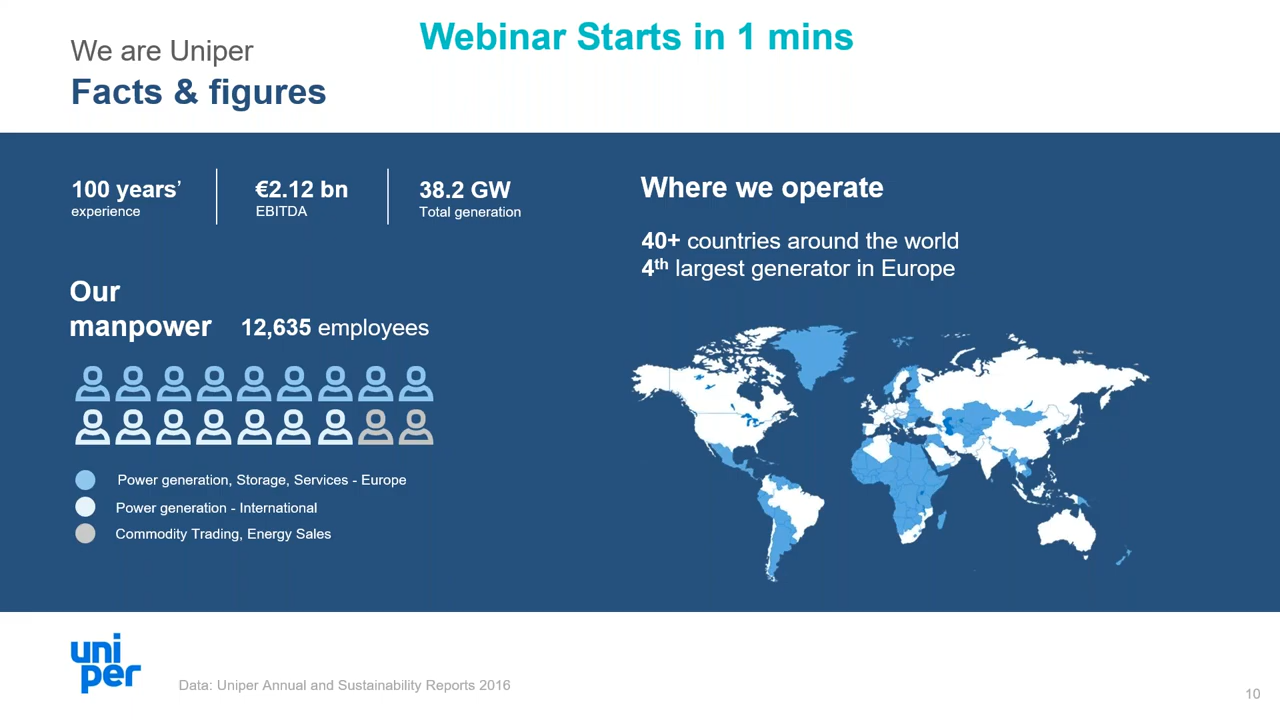 Webinar Starts in 1 mins
We are Uniper
Facts & figures
100 years’
experience
€2.12 bn
EBITDA
38.2 GW
Total generation
Where we operate
40+ countries around the world
4th largest generator in Europe
Our
manpower 12,635 employees
Power generation, Storage, Services - Europe
Power generation - International
Commodity Trading, Energy Sales
uni
per
Data: Uniper Annual and Sustainability Reports 2016
10